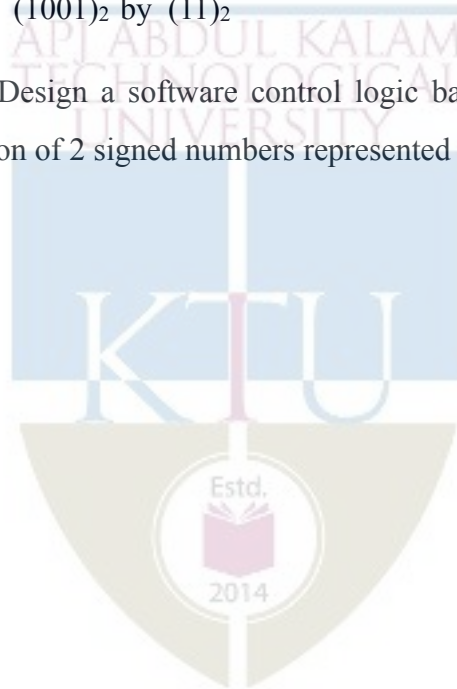 (1001)₂ by (11)₂
APJ ABDUL KALAM
TECHNOLOGICAL
Design a software control logic ba
UNIVERSITY
on of 2 signed numbers represented
KTU
Estd.
2014